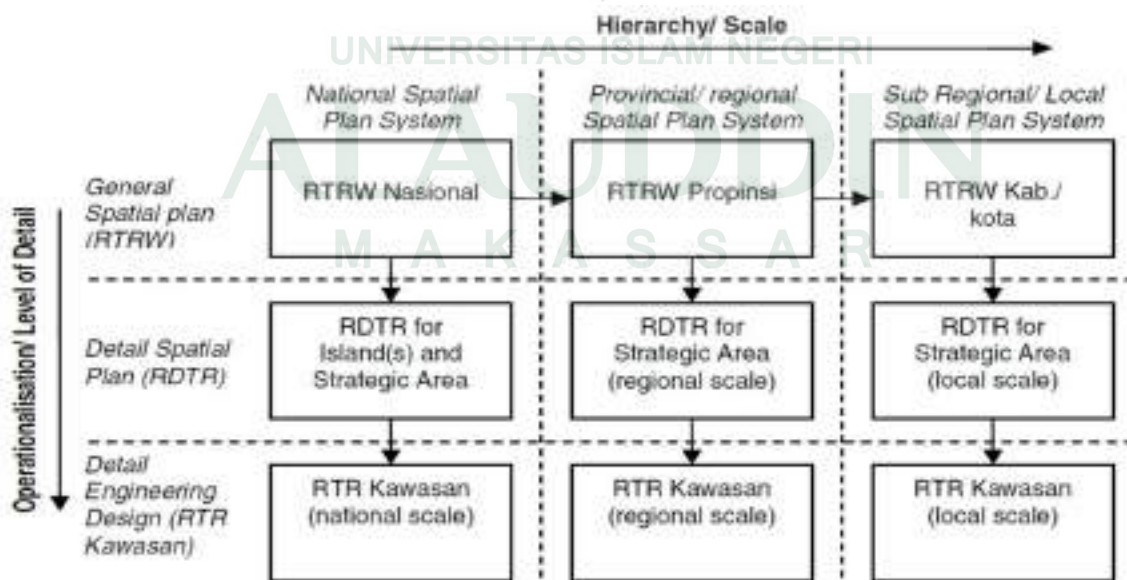 Hierarchy/ Scale
UNIVERSITAS ISLAM NEGERI
ALAUDDIN
MAKASSAR
National Spatial
Plan System
Provincial/ regional
Spatial Plan System
Sub Regional/ Local
Spatial Plan System
Operationalisation/ Level of Detail
General
Spatial plan
(RTRW)
RTRW Nasional
RTRW Propinsi
RTRW Kab./
kota
Detail Spatial
Plan (RDTR)
RDTR for
Island(s) and
Strategic Area
RDTR for
Strategic Area
(regional scale)
RDTR for
Strategic Area
(local scale)
Detail
Engineering
Design (RTR
Kawasan)
RTR Kawasan
(national scale)
RTR Kawasan
(regional scale)
RTR Kawasan
(local scale)